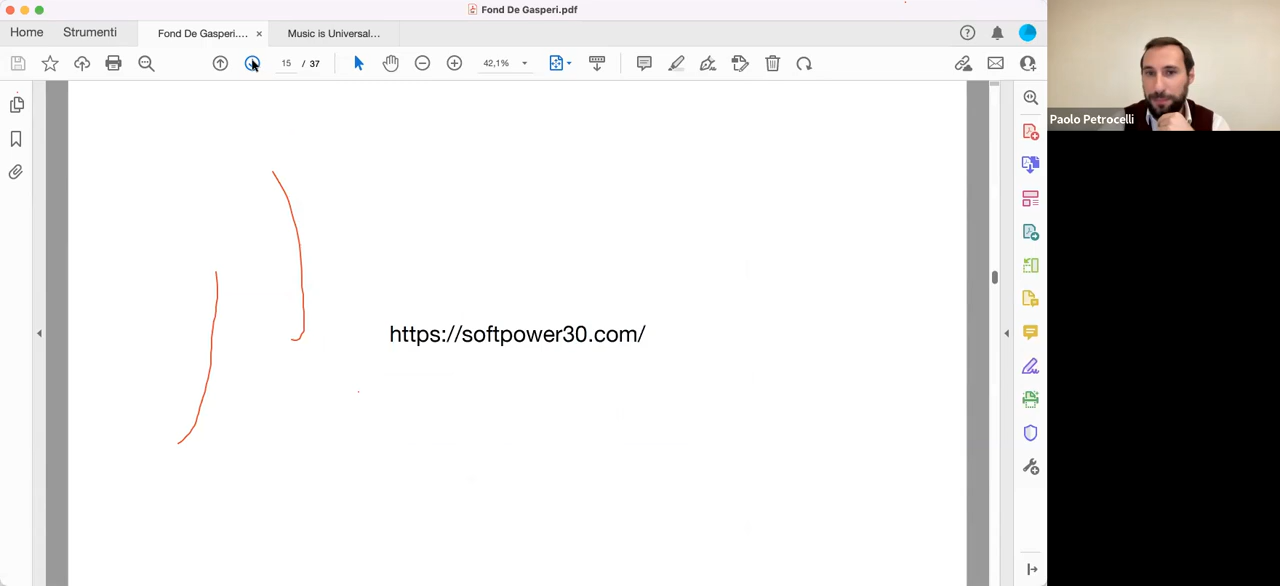 Fond De Gasperi.pdf
Home
Strumenti
Fond De Gasperi....
Music is Universal...
15 / 37
42,1%
Paolo Petrocelli
https://softpower30.com/